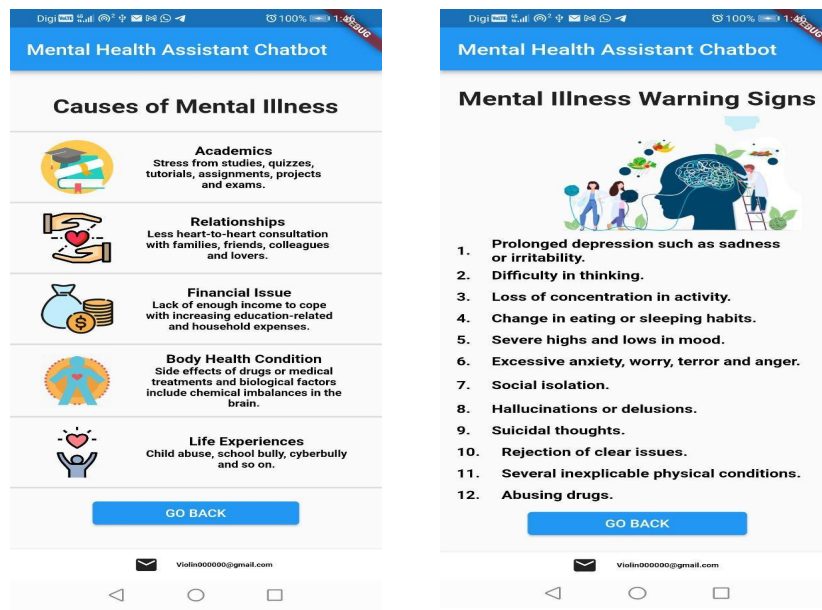 Digi VoLTE 100% 1:49
DEBUG
Mental Health Assistant Chatbot
Causes of Mental Illness
Academics
Stress from studies, quizzes,
tutorials, assignments, projects
and exams.
Relationships
Less heart-to-heart consultation
with families, friends, colleagues
and lovers.
Financial Issue
Lack of enough income to cope
with increasing education-related
and household expenses.
Body Health Condition
Side effects of drugs or medical
treatments and biological factors
include chemical imbalances in the
brain.
Life Experiences
Child abuse, school bully, cyberbully
and so on.
GO BACK
Violin000000@gmail.com
Digi VoLTE 100%
DEBUG
Mental Health Assistant Chatbot
Mental Illness Warning Signs
1. Prolonged depression such as sadness
or irritability.
2. Difficulty in thinking.
3. Loss of concentration in activity.
4. Change in eating or sleeping habits.
5. Severe highs and lows in mood.
6. Excessive anxiety, worry, terror and anger.
7. Social isolation.
8. Hallucinations or delusions.
9. Suicidal thoughts.
10. Rejection of clear issues.
11. Several inexplicable physical conditions.
12. Abusing drugs.
GO BACK
Violin000000@gmail.com